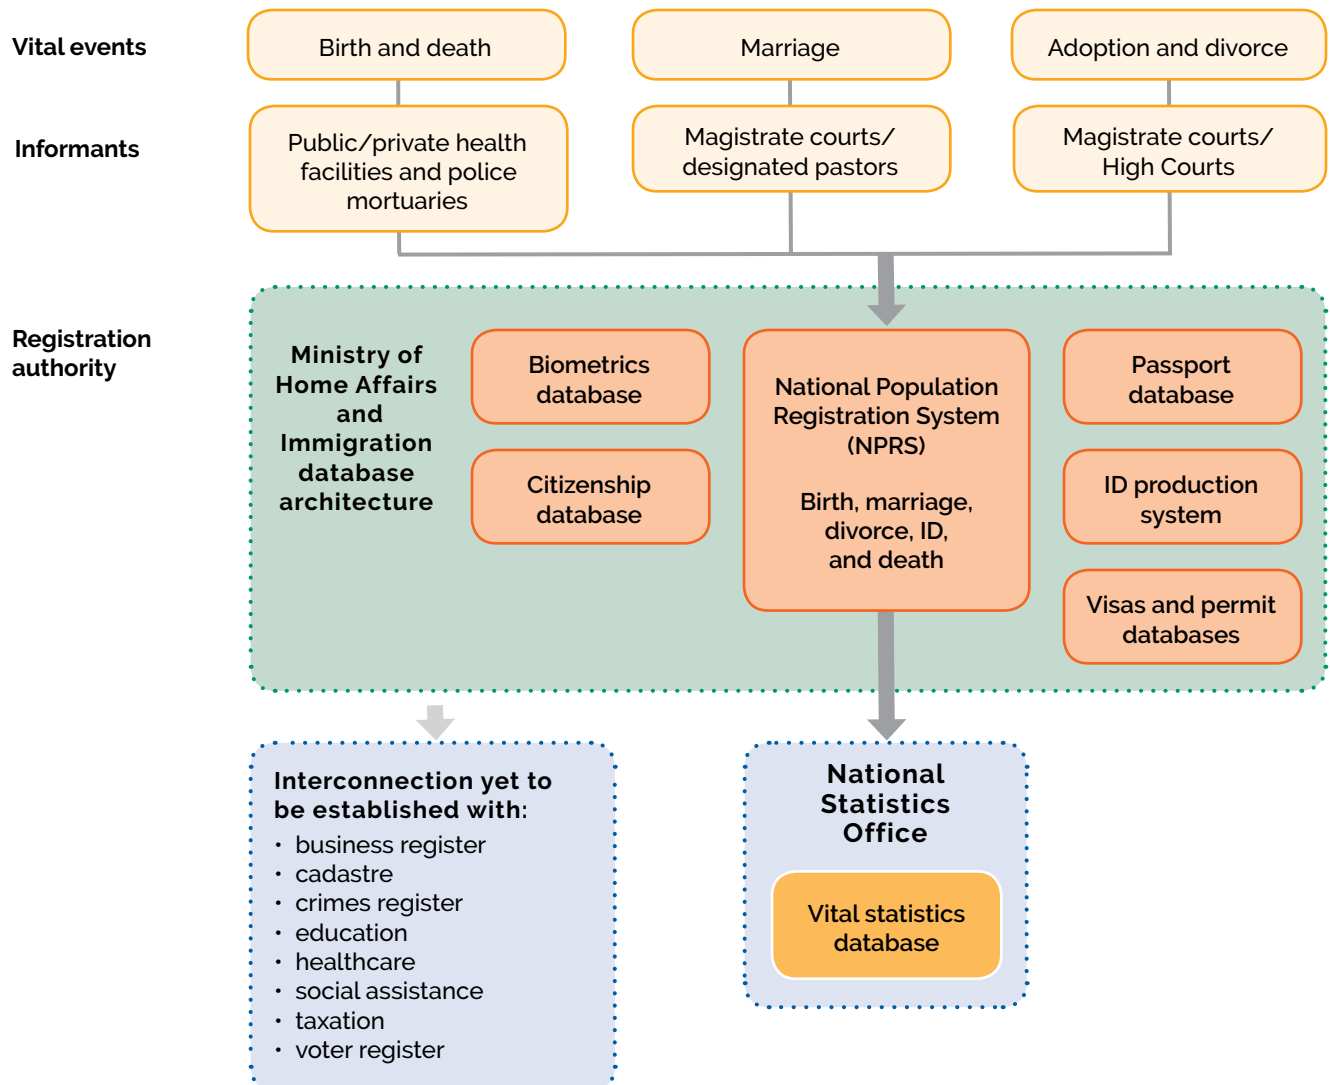 Vital events
Birth and death
Marriage
Adoption and divorce
Informants
Public/private health
facilities and police
mortuaries
Magistrate courts/
designated pastors
Magistrate courts/
High Courts
Registration
authority
Ministry of
Home Affairs
and
Immigration
database
architecture
Biometrics
database
Citizenship
database
National Population
Registration System
(NPRS)
Birth, marriage,
divorce, ID,
and death
Passport
database
ID production
system
Visas and permit
databases
Interconnection yet to
be established with:
• business register
• cadastre
• crimes register
• education
• healthcare
• social assistance
• taxation
• voter register
National
Statistics
Office
Vital statistics
database